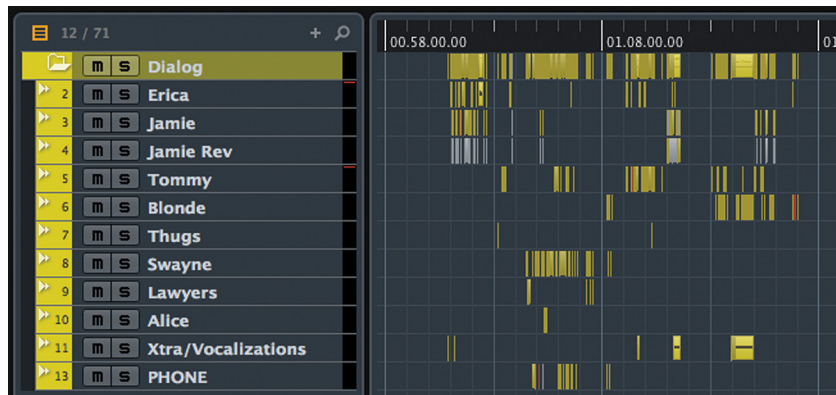 12 / 71 +
00.58.00.00 01.08.00.00 01
m S Dialog
2 m S Erica
3 m S Jamie
4 m S Jamie Rev
5 m S Tommy
6 m S Blonde
7 m S Thugs
8 m S Swayne
9 m S Lawyers
10 m S Alice
11 m S Xtra/Vocalizations
13 m S PHONE